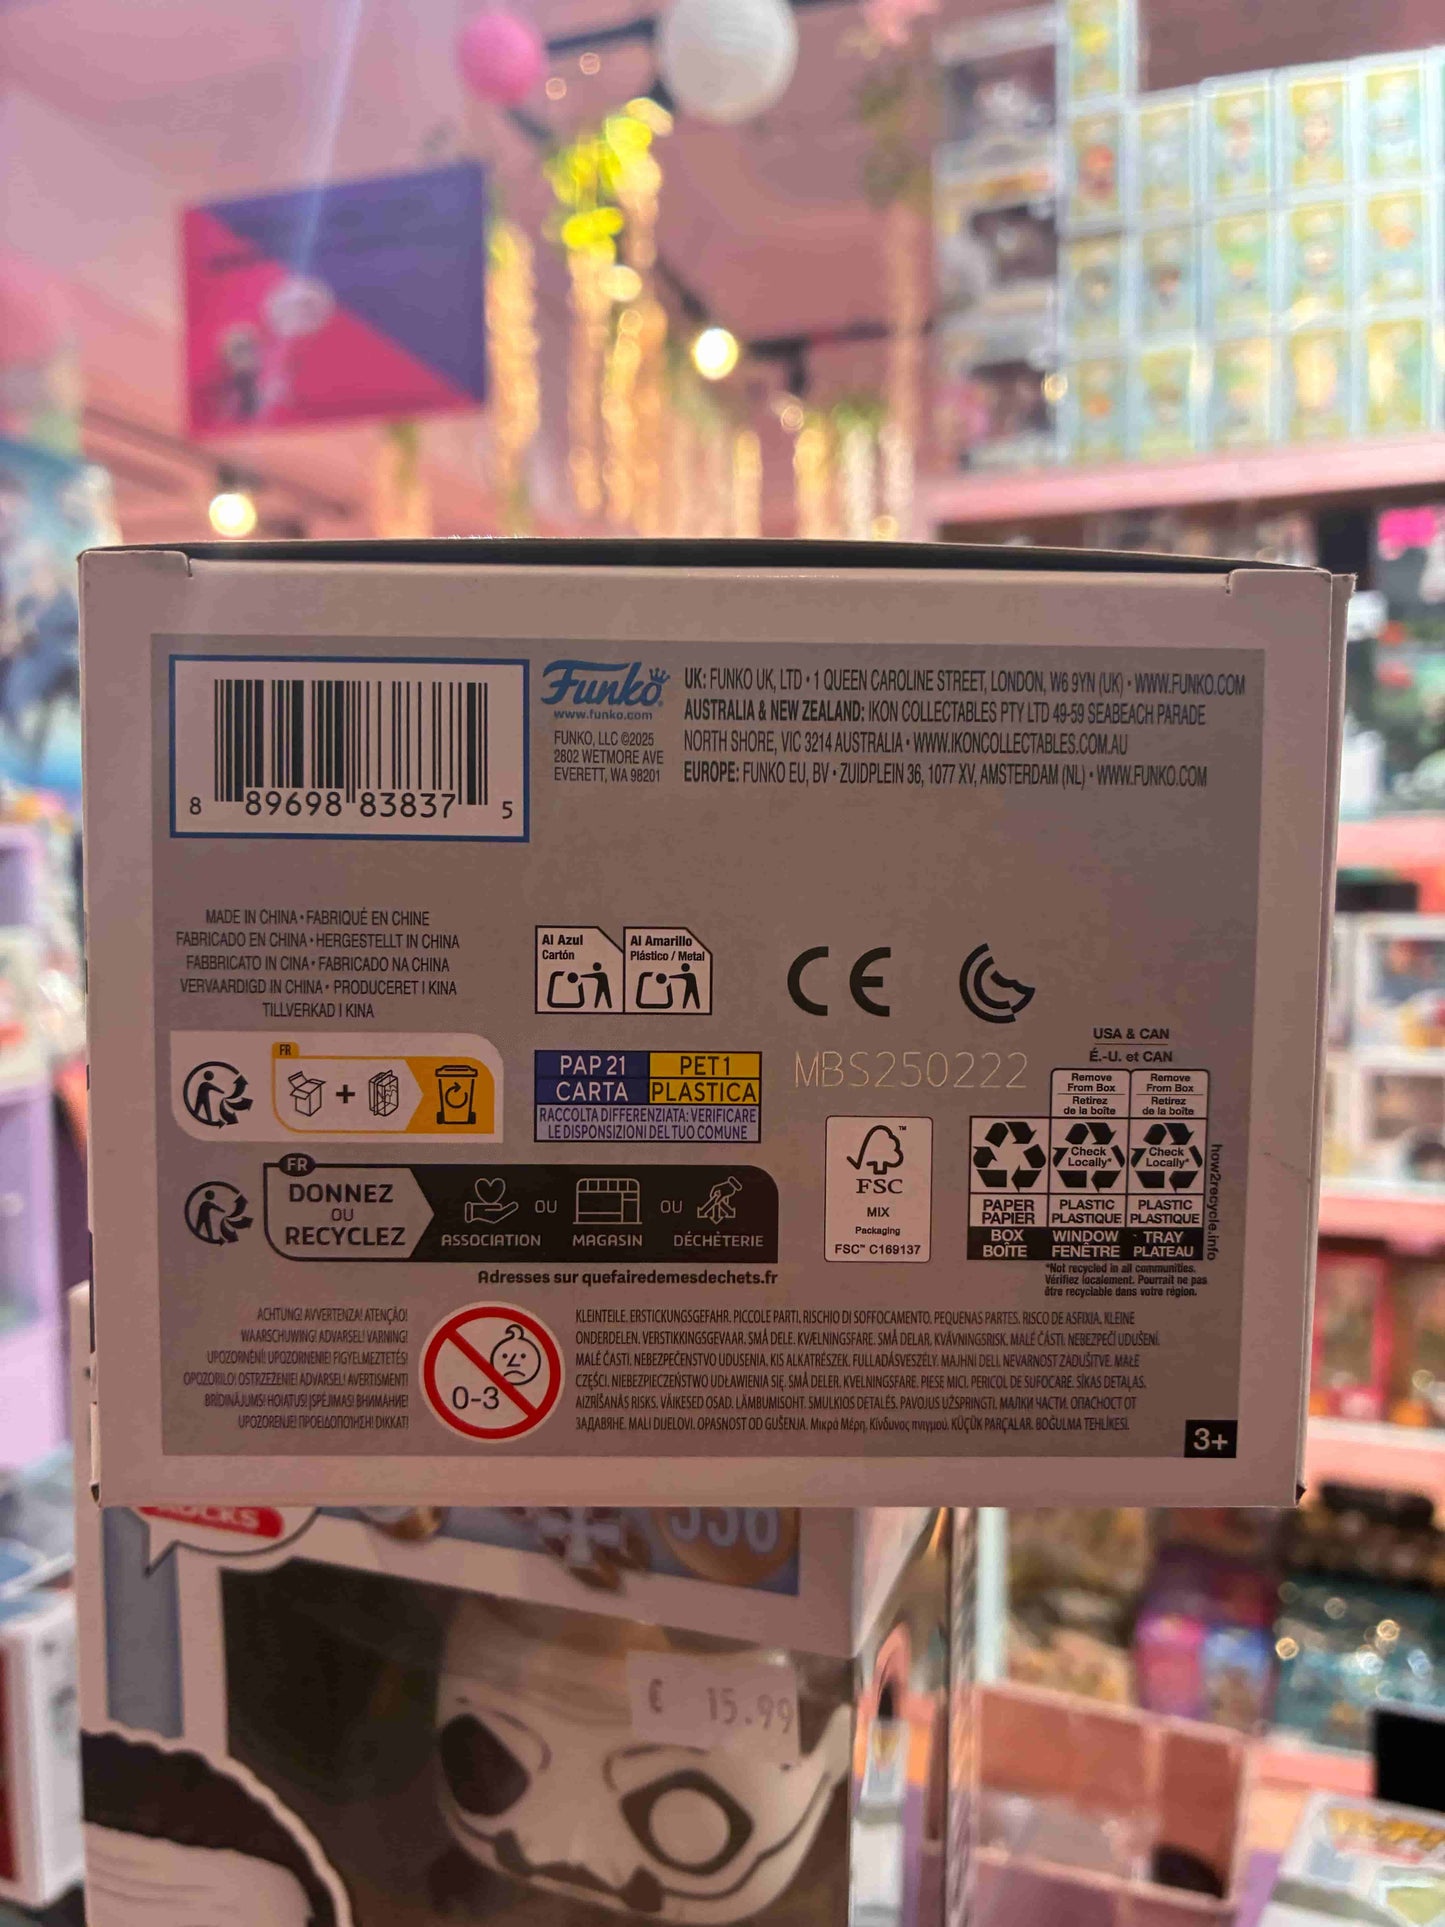 8 89698 83837 5
Funko
www.funko.com
FUNKO, LLC ©2025
2802 WETMORE AVE
EVERETT, WA 98201
UK: FUNKO UK, LTD • 1 QUEEN CAROLINE STREET, LONDON, W6 9YN (UK) • WWW.FUNKO.COM
AUSTRALIA & NEW ZEALAND: IKON COLLECTABLES PTY LTD 49-59 SEABEACH PARADE
NORTH SHORE, VIC 3214 AUSTRALIA • WWW.IKONCOLLECTABLES.COM.AU
EUROPE: FUNKO EU, BV • ZUIDPLEIN 36, 1077 XV, AMSTERDAM (NL) • WWW.FUNKO.COM
MADE IN CHINA • FABRIQUÉ EN CHINE
FABRICADO EN CHINA • HERGESTELLT IN CHINA
FABBRICATO IN CINA • FABRICADO NA CHINA
VERVAARDIGD IN CHINA • PRODUCERET I KINA
TILLVERKAD I KINA
Al Azul
Cartón
Al Amarillo
Plástico / Metal
CE
FR
+
PAP 21
CARTA
PET 1
PLASTICA
RACCOLTA DIFFERENZIATA: VERIFICARE
LE DISPONSIZIONI DEL TUO COMUNE
MBS250222
FSC™
MIX
Packaging
FSC™ C169137
USA & CAN
É.-U. et CAN
Remove
From Box
Retirez
de la boîte
Remove
From Box
Retirez
de la boîte
Check
Locally*
Check
Locally*
PAPER
PAPIER
PLASTIC
PLASTIQUE
PLASTIC
PLASTIQUE
BOX
BOÎTE
WINDOW
FENÊTRE
TRAY
PLATEAU
how2recycle.info
*Not recycled in all communities.
Vérifiez localement. Pourrait ne pas
être recyclable dans votre région.
FR
DONNEZ
OU
RECYCLEZ
ASSOCIATION
OU
MAGASIN
OU
DÉCHÈTERIE
Adresses sur quefairedemesdechets.fr
ACHTUNG! AVVERTENZA! ATENÇÃO!
WAARSCHUWING! ADVARSEL! VARNING!
UPOZORNĚNÍ! UPOZORNENIE! FIGYELMEZTETÉS!
OPOZORILO! OSTRZEŻENIE! ADVARSEL! AVERTISMENT!
BRĪDINĀJUMS! HOIATUS! ĮSPĖJIMAS! ВНИМАНИЕ!
UPOZORENJE! ΠΡΟΕΙΔΟΠΟΙΗΣΗ! DIKKAT!
0-3
KLEINTEILE. ERSTICKUNGSGEFAHR. PICCOLE PARTI. RISCHIO DI SOFFOCAMENTO. PEQUENAS PARTES. RISCO DE ASFIXIA. KLEINE
ONDERDELEN. VERSTIKKINGSGEVAAR. SMÅ DELE. KVÆLNINGSFARE. SMÅ DELAR. KVÄVNINGSRISK. MALÉ ČÁSTI. NEBEZPEČÍ UDUŠENÍ.
MALÉ ČASTI. NEBEZPEČENSTVO UDUSENIA. KIS ALKATRÉSZEK. FULLADÁSVESZÉLY. MAJHNI DELI. NEVARNOST ZADUŠITVE. MAŁE
CZĘŚCI. NIEBEZPIECZEŃSTWO UDŁAWIENIA SIĘ. SMÅ DELER. KVELNINGSFARE. PIESE MICI. PERICOL DE SUFOCARE. SĪKAS DETAĻAS.
AIZRĪŠANĀS RISKS. VÄIKESED OSAD. LÄMBUMISOHT. SMULKIOS DETALĖS. PAVOJUS UŽSPRINGTI. МАЛКИ ЧАСТИ. ОПАСНОСТ ОТ
ЗАДАВЯНЕ. MALI DIJELOVI. OPASNOST OD GUŠENJA. Μικρά Μέρη. Κίνδυνος πνιγμού. KÜÇÜK PARÇALAR. BOĞULMA TEHLİKESİ.
3+
ROCKS
536
€ 15.99